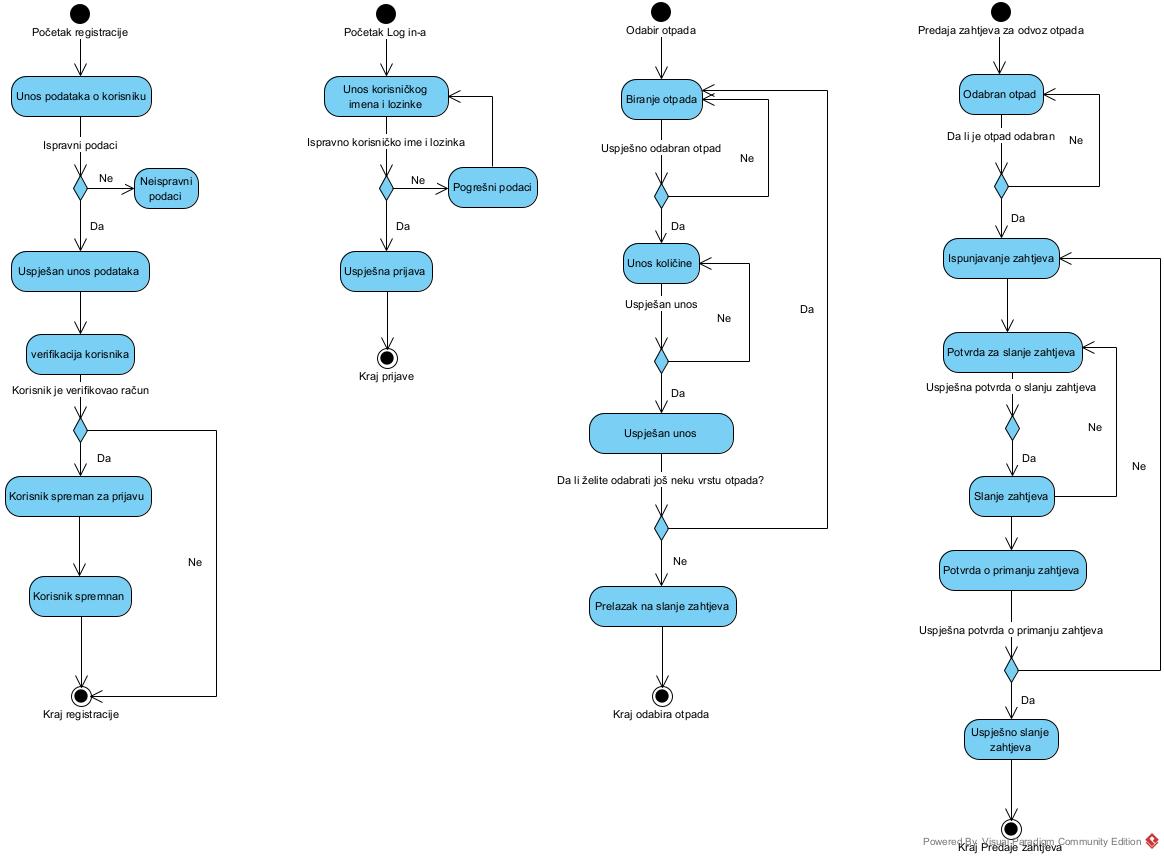 Početak registracije
Unos podataka o korisniku
Ispravni podaci
Ne
Neispravni
podaci
Da
Uspješan unos podataka
verifikacija korisnika
Korisnik je verifikovao račun
Da
Korisnik spreman za prijavu
Ne
Korisnik spremnan
Kraj registracije
Početak Log in-a
Unos korisničkog
imena i lozinke
Ispravno korisničko ime i lozinka
Ne
Pogrešni podaci
Da
Uspješna prijava
Kraj prijave
Odabir otpada
Biranje otpada
Uspješno odabran otpad
Ne
Da
Unos količine
Uspješan unos
Ne
Da
Da
Uspješan unos
Da li želite odabrati još neku vrstu otpada?
Ne
Prelazak na slanje zahtjeva
Kraj odabira otpada
Predaja zahtjeva za odvoz otpada
Odabran otpad
Da li je otpad odabran
Ne
Da
Ispunjavanje zahtjeva
Potvrda za slanje zahtjeva
Uspješna potvrda o slanju zahtjeva
Ne
Da
Ne
Slanje zahtjeva
Potvrda o primanju zahtjeva
Uspješna potvrda o primanju zahtjeva
Da
Uspješno slanje
zahtjeva
Kraj Predaje zahtjeva
Powered By Visual Paradigm Community Edition